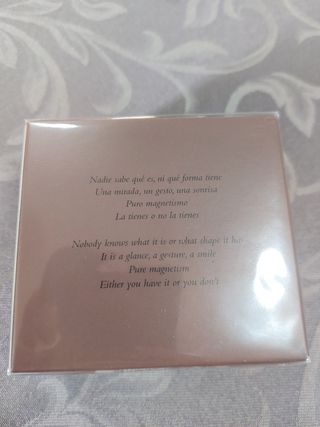 Nadie sabe qué es, ni qué forma tiene
Una mirada, un gesto, una sonrisa
Puro magnetismo
La tienes o no la tienes
Nobody knows what it is or what shape it has
It is a glance, a gesture, a smile
Pure magnetism
Either you have it or you don't